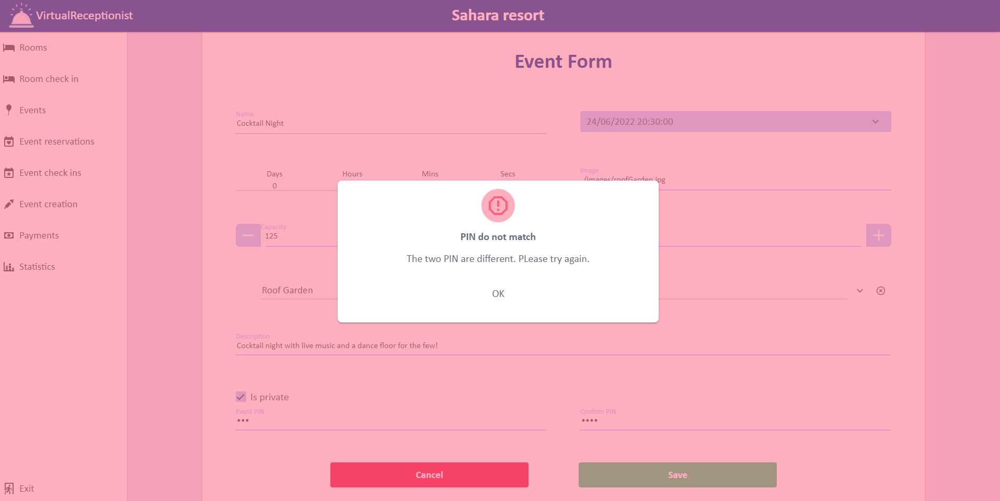 VirtualReceptionist
Sahara resort
Rooms
Room check in
Events
Event reservations
Event check ins
Event creation
Payments
Statistics
Exit
Event Form
Name
Cocktail Night
24/06/2022 20:30:00
Days Hours Mins Secs
0
Image
/images/roofGarden.jpg
Capacity
125
PIN do not match
The two PIN are different. PLease try again.
OK
Roof Garden
Description
Cocktail night with live music and a dance floor for the few!
Is private
Event PIN
•••
Confirm PIN
••••
Cancel
Save